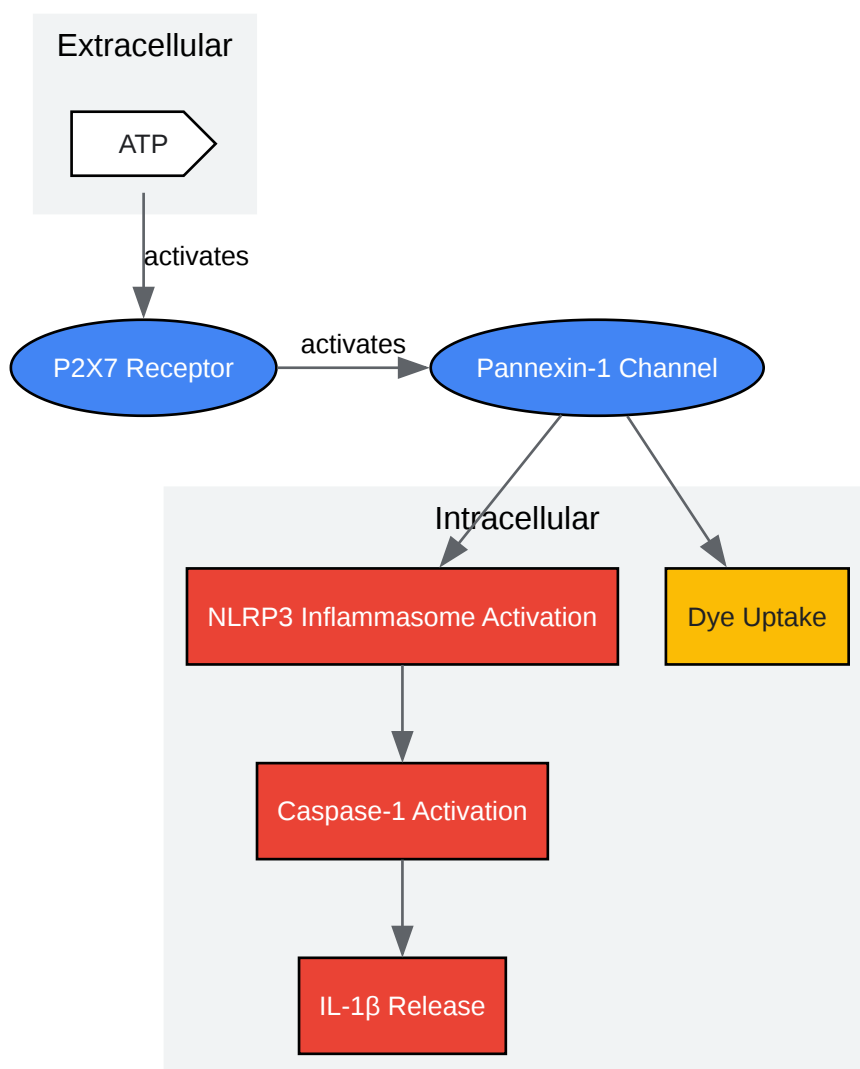 Extracellular
ATP
activates
activates
P2X7 Receptor
Pannexin-1 Channel
Intracellular
NLRP3 Inflammasome Activation
Dye Uptake
Caspase-1 Activation
IL-1β Release